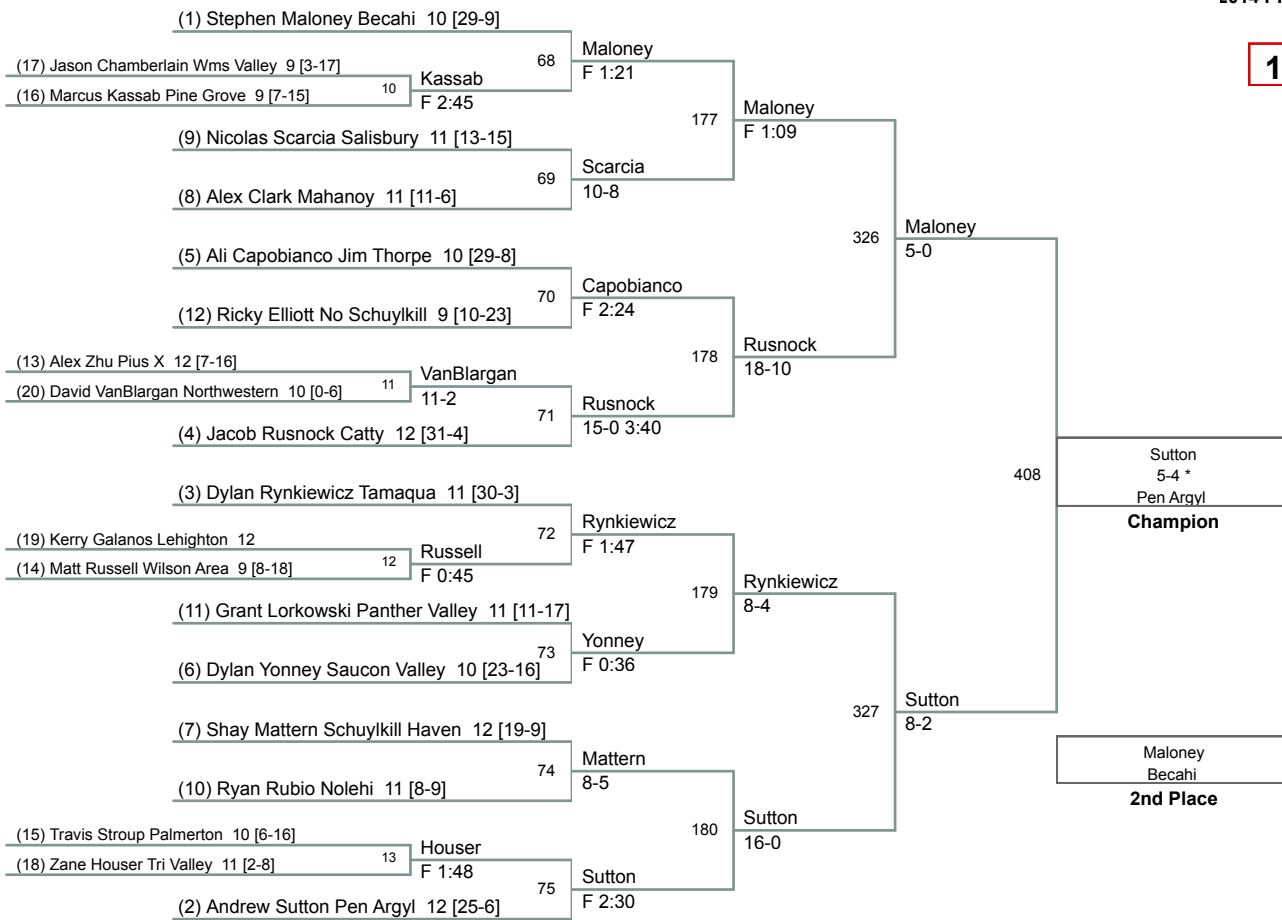 (1) Stephen Maloney Becahi 10 [29-9]
68
Maloney
F 1:21
(17) Jason Chamberlain Wms Valley 9 [3-17]
(16) Marcus Kassab Pine Grove 9 [7-15]
10
Kassab
F 2:45
1
177
Maloney
F 1:09
(9) Nicolas Scarcia Salisbury 11 [13-15]
69
Scarcia
10-8
(8) Alex Clark Mahanoy 11 [11-6]
326
Maloney
5-0
(5) Ali Capobianco Jim Thorpe 10 [29-8]
70
Capobianco
F 2:24
(12) Ricky Elliott No Schuylkill 9 [10-23]
178
Rusnock
18-10
(13) Alex Zhu Pius X 12 [7-16]
(20) David VanBlargan Northwestern 10 [0-6]
11
VanBlargan
11-2
71
Rusnock
15-0 3:40
(4) Jacob Rusnock Catty 12 [31-4]
408
Sutton
5-4 *
Pen Argyl
Champion
(3) Dylan Rynkiewicz Tamaqua 11 [30-3]
72
Rynkiewicz
F 1:47
(19) Kerry Galanos Lehighton 12
(14) Matt Russell Wilson Area 9 [8-18]
12
Russell
F 0:45
179
Rynkiewicz
8-4
(11) Grant Lorkowski Panther Valley 11 [11-17]
73
Yonney
F 0:36
(6) Dylan Yonney Saucon Valley 10 [23-16]
327
Sutton
8-2
(7) Shay Mattern Schuylkill Haven 12 [19-9]
74
Mattern
8-5
(10) Ryan Rubio Nolehi 11 [8-9]
Maloney
Becahi
2nd Place
180
Sutton
16-0
(15) Travis Stroup Palmerton 10 [6-16]
(18) Zane Houser Tri Valley 11 [2-8]
13
Houser
F 1:48
75
Sutton
F 2:30
(2) Andrew Sutton Pen Argyl 12 [25-6]